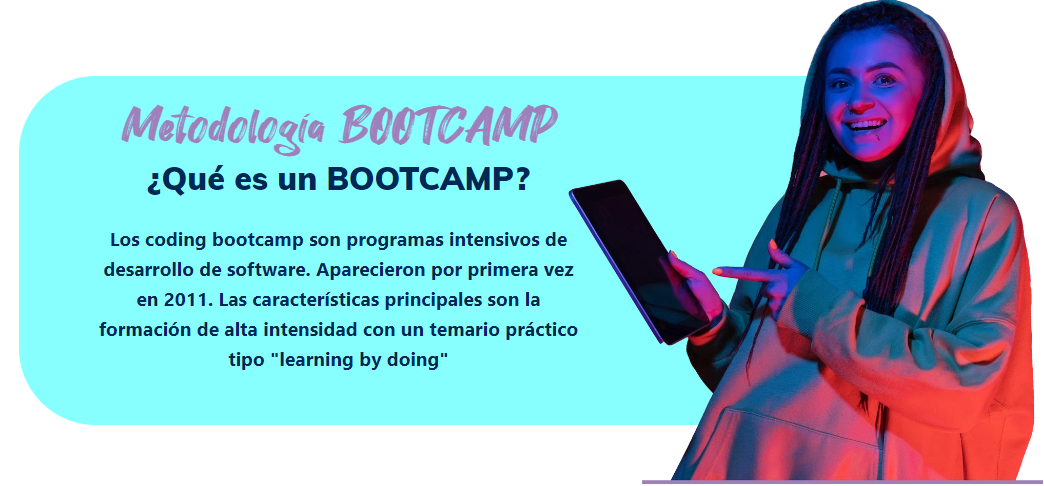 Metodología BOOTCAMP
¿Qué es un BOOTCAMP?
Los coding bootcamp son programas intensivos de
desarrollo de software. Aparecieron por primera vez
en 2011. Las características principales son la
formación de alta intensidad con un temario práctico
tipo "learning by doing"